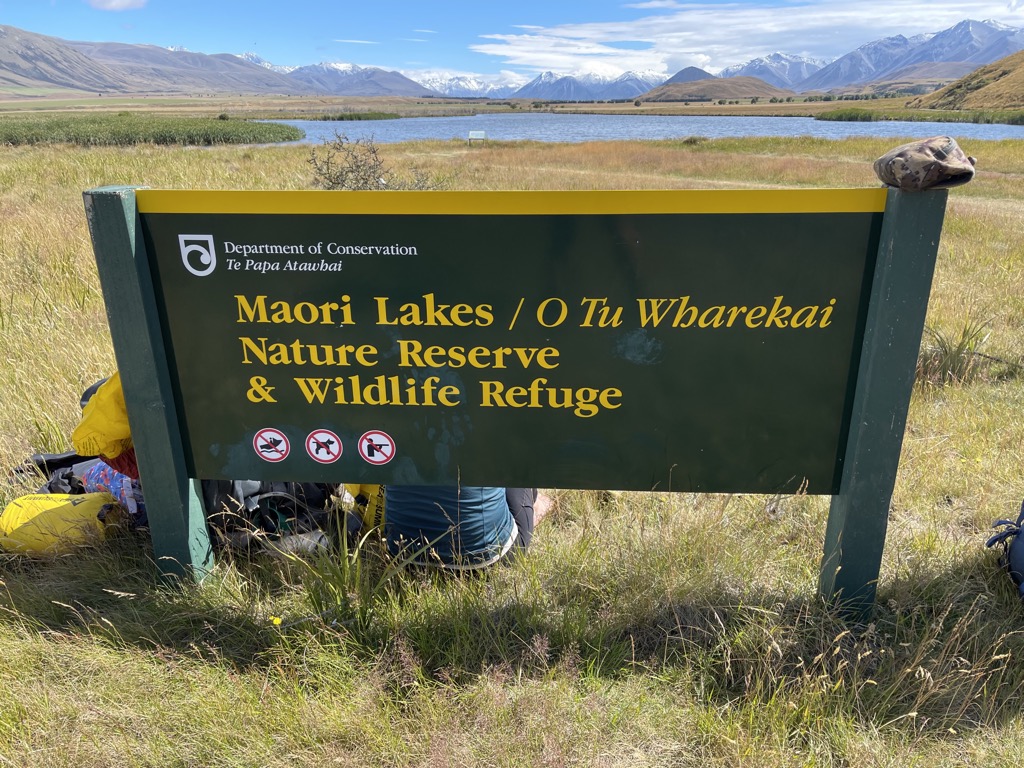 Department of Conservation
Te Papa Atawhai
Maori Lakes / O Tu Wharekai
Nature Reserve
& Wildlife Refuge